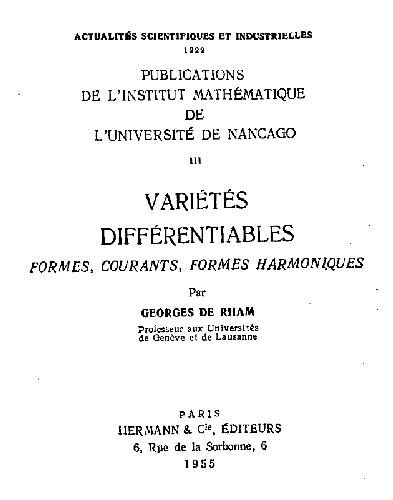 ACTUALITÉS SCIENTIFIQUES ET INDUSTRIELLES
1222
PUBLICATIONS
DE L'INSTITUT MATHÉMATIQUE
DE
L'UNIVERSITÉ DE NANCAGO
III
VARIÉTÉS
DIFFÉRENTIABLES
FORMES, COURANTS, FORMES HARMONIQUES
Par
GEORGES DE RHAM
Professeur aux Universités
de Genève et de Lausanne
PARIS
HERMANN & Cie, ÉDITEURS
6, Rue de la Sorbonne, 6
1955